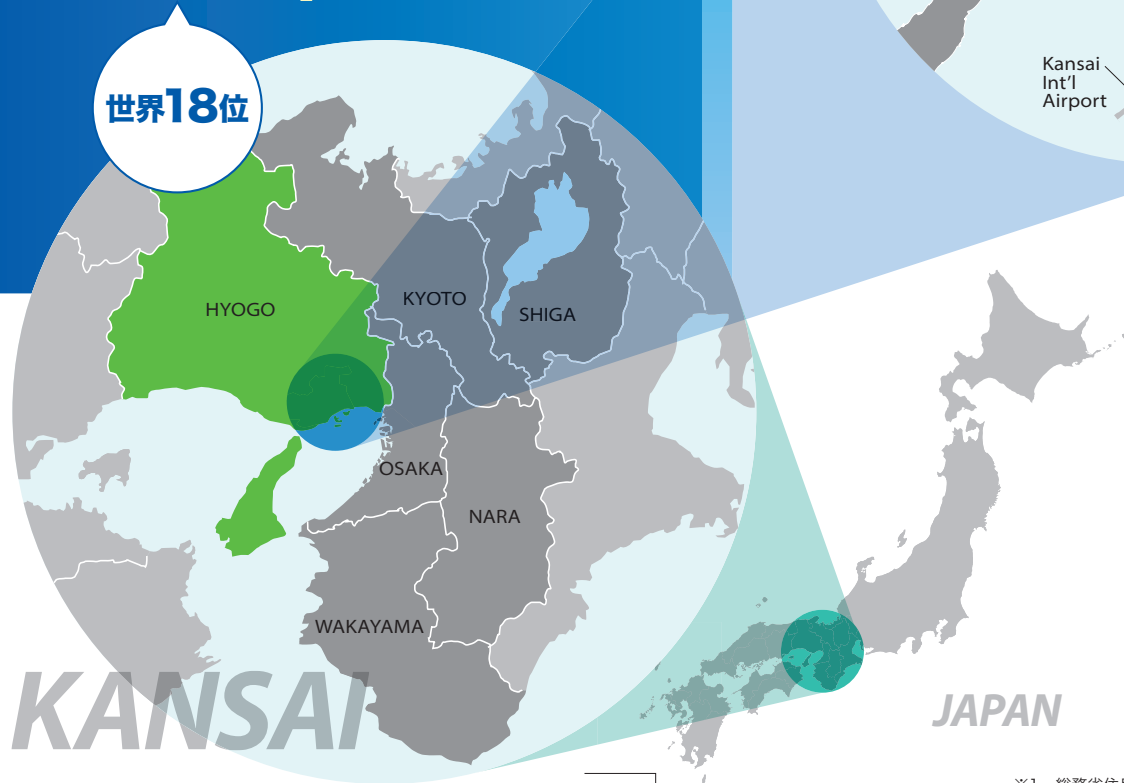 世界18位
Kansai
Int'l
Airport
HYOGO
KYOTO
SHIGA
OSAKA
NARA
WAKAYAMA
KANSAI
JAPAN